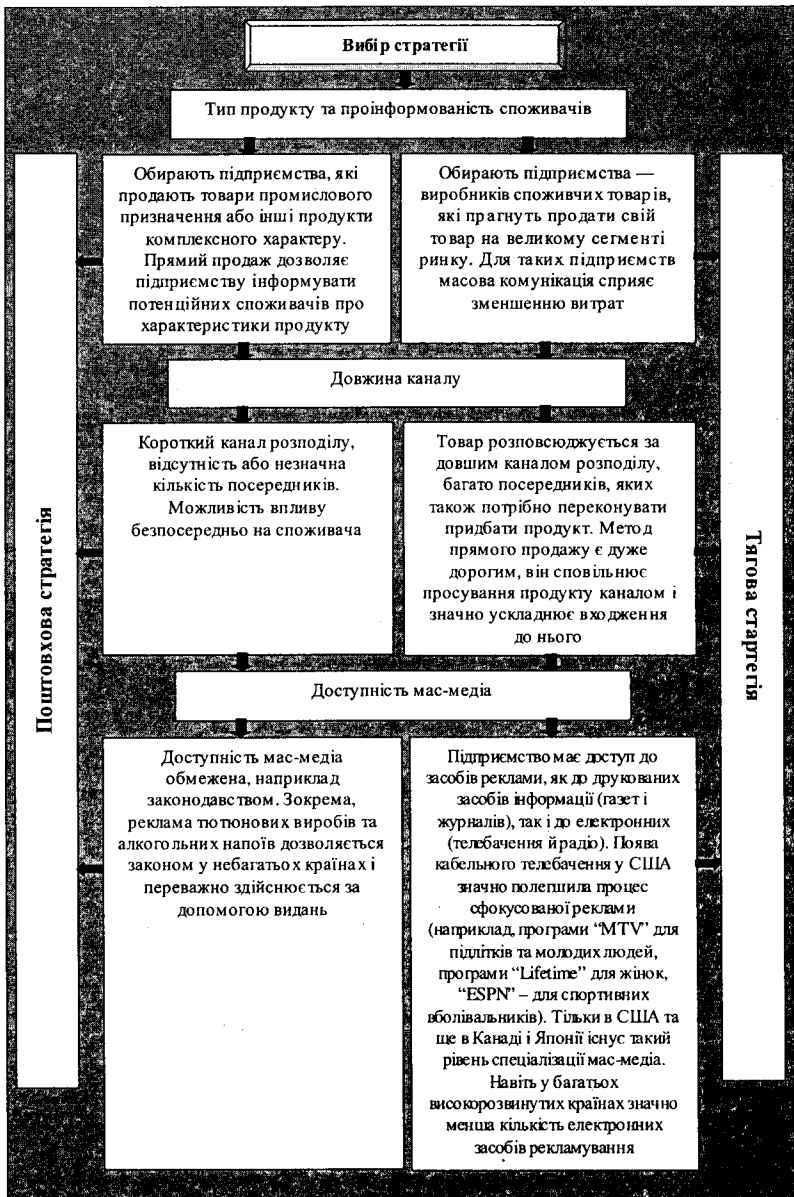 Вибір стратегії
Тип продукту та проінформованість споживачів
Поштовхова стратегія
Обирають підприємства, які
продають товари промислового
призначення або інші продукти
комплексного характеру.
Прямий продаж дозволяє
підприємству інформувати
потенційних споживачів про
характеристики продукту
Обирають підприємства —
виробників споживчих товарів,
які прагнуть продати свій
товар на великому сегменті
ринку. Для таких підприємств
масова комунікація сприяє
зменшенню витрат
Тягова стартегія
Довжина каналу
Короткий канал розподілу,
відсутність або незначна
кількість посередників.
Можливість впливу
безпосередньо на споживача
Товар розповсюджується за
довшим каналом розподілу,
багато посередників, яких
також потрібно переконувати
придбати продукт. Метод
прямого продажу є дуже
дорогим, він сповільнює
просування продукту каналом і
значно ускладнює входження
до нього
Доступність мас-медіа
Доступність мас-медіа
обмежена, наприклад
законодавством. Зокрема,
реклама тютюнових виробів та
алкогольних напоїв дозволяється
законом у небагатьох країнах і
переважно здійснюється за
допомогою видань
Підприємство має доступ до
засобів реклами, як до друкованих
засобів інформації (газет і
журналів), так і до електронних
(телебачення й радіо). Поява
кабельного телебачення у США
значно полегшила процес
сфокусованої реклами
(наприклад, програми “MTV” для
підлітків та молодих людей,
програми “Lifetime” для жінок,
“ESPN” – для спортивних
вболівальників). Тільки в США та
ще в Канаді і Японії існує такий
рівень спеціалізації мас-медіа.
Навіть у багатьох
високорозвинутих країнах значно
менша кількість електронних
засобів рекламування